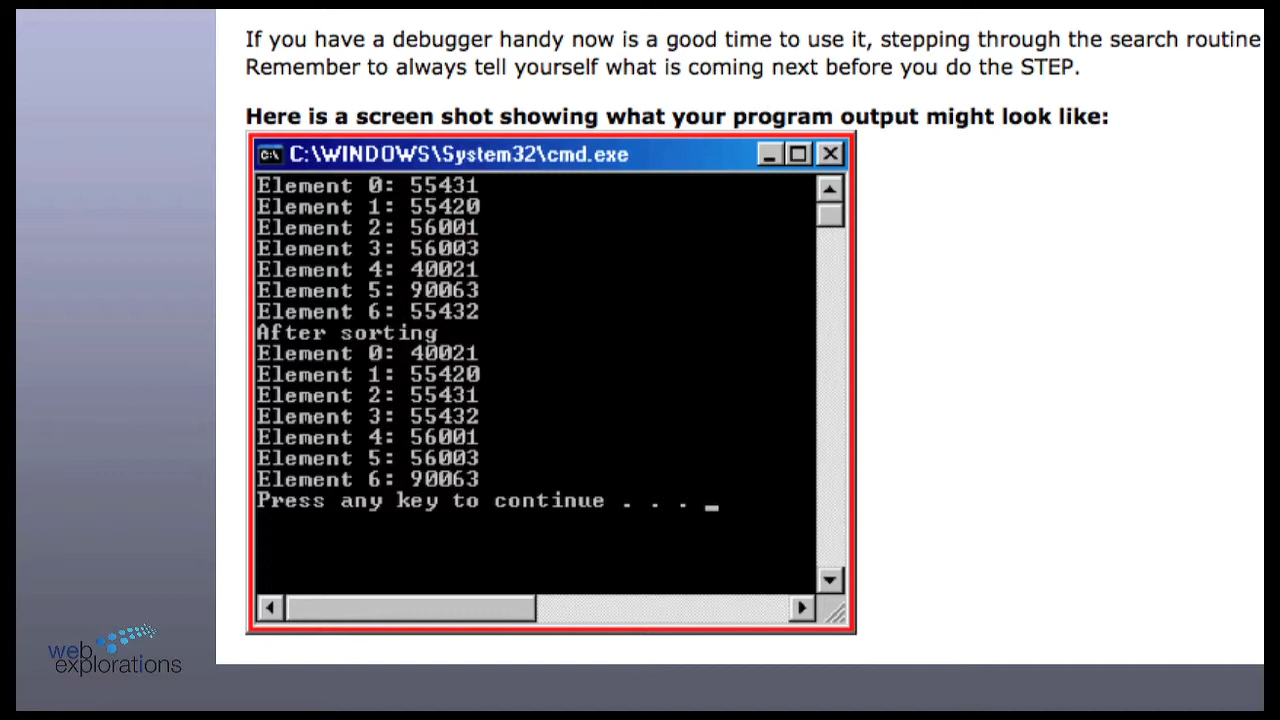 If you have a debugger handy now is a good time to use it, stepping through the search routine
Remember to always tell yourself what is coming next before you do the STEP.
Here is a screen shot showing what your program output might look like:
C:\WINDOWS\System32\cmd.exe
Element 0: 55431
Element 1: 55420
Element 2: 56001
Element 3: 56003
Element 4: 40021
Element 5: 90063
Element 6: 55432
After sorting
Element 0: 40021
Element 1: 55420
Element 2: 55431
Element 3: 55432
Element 4: 56001
Element 5: 56003
Element 6: 90063
Press any key to continue . . . _
web
explorations